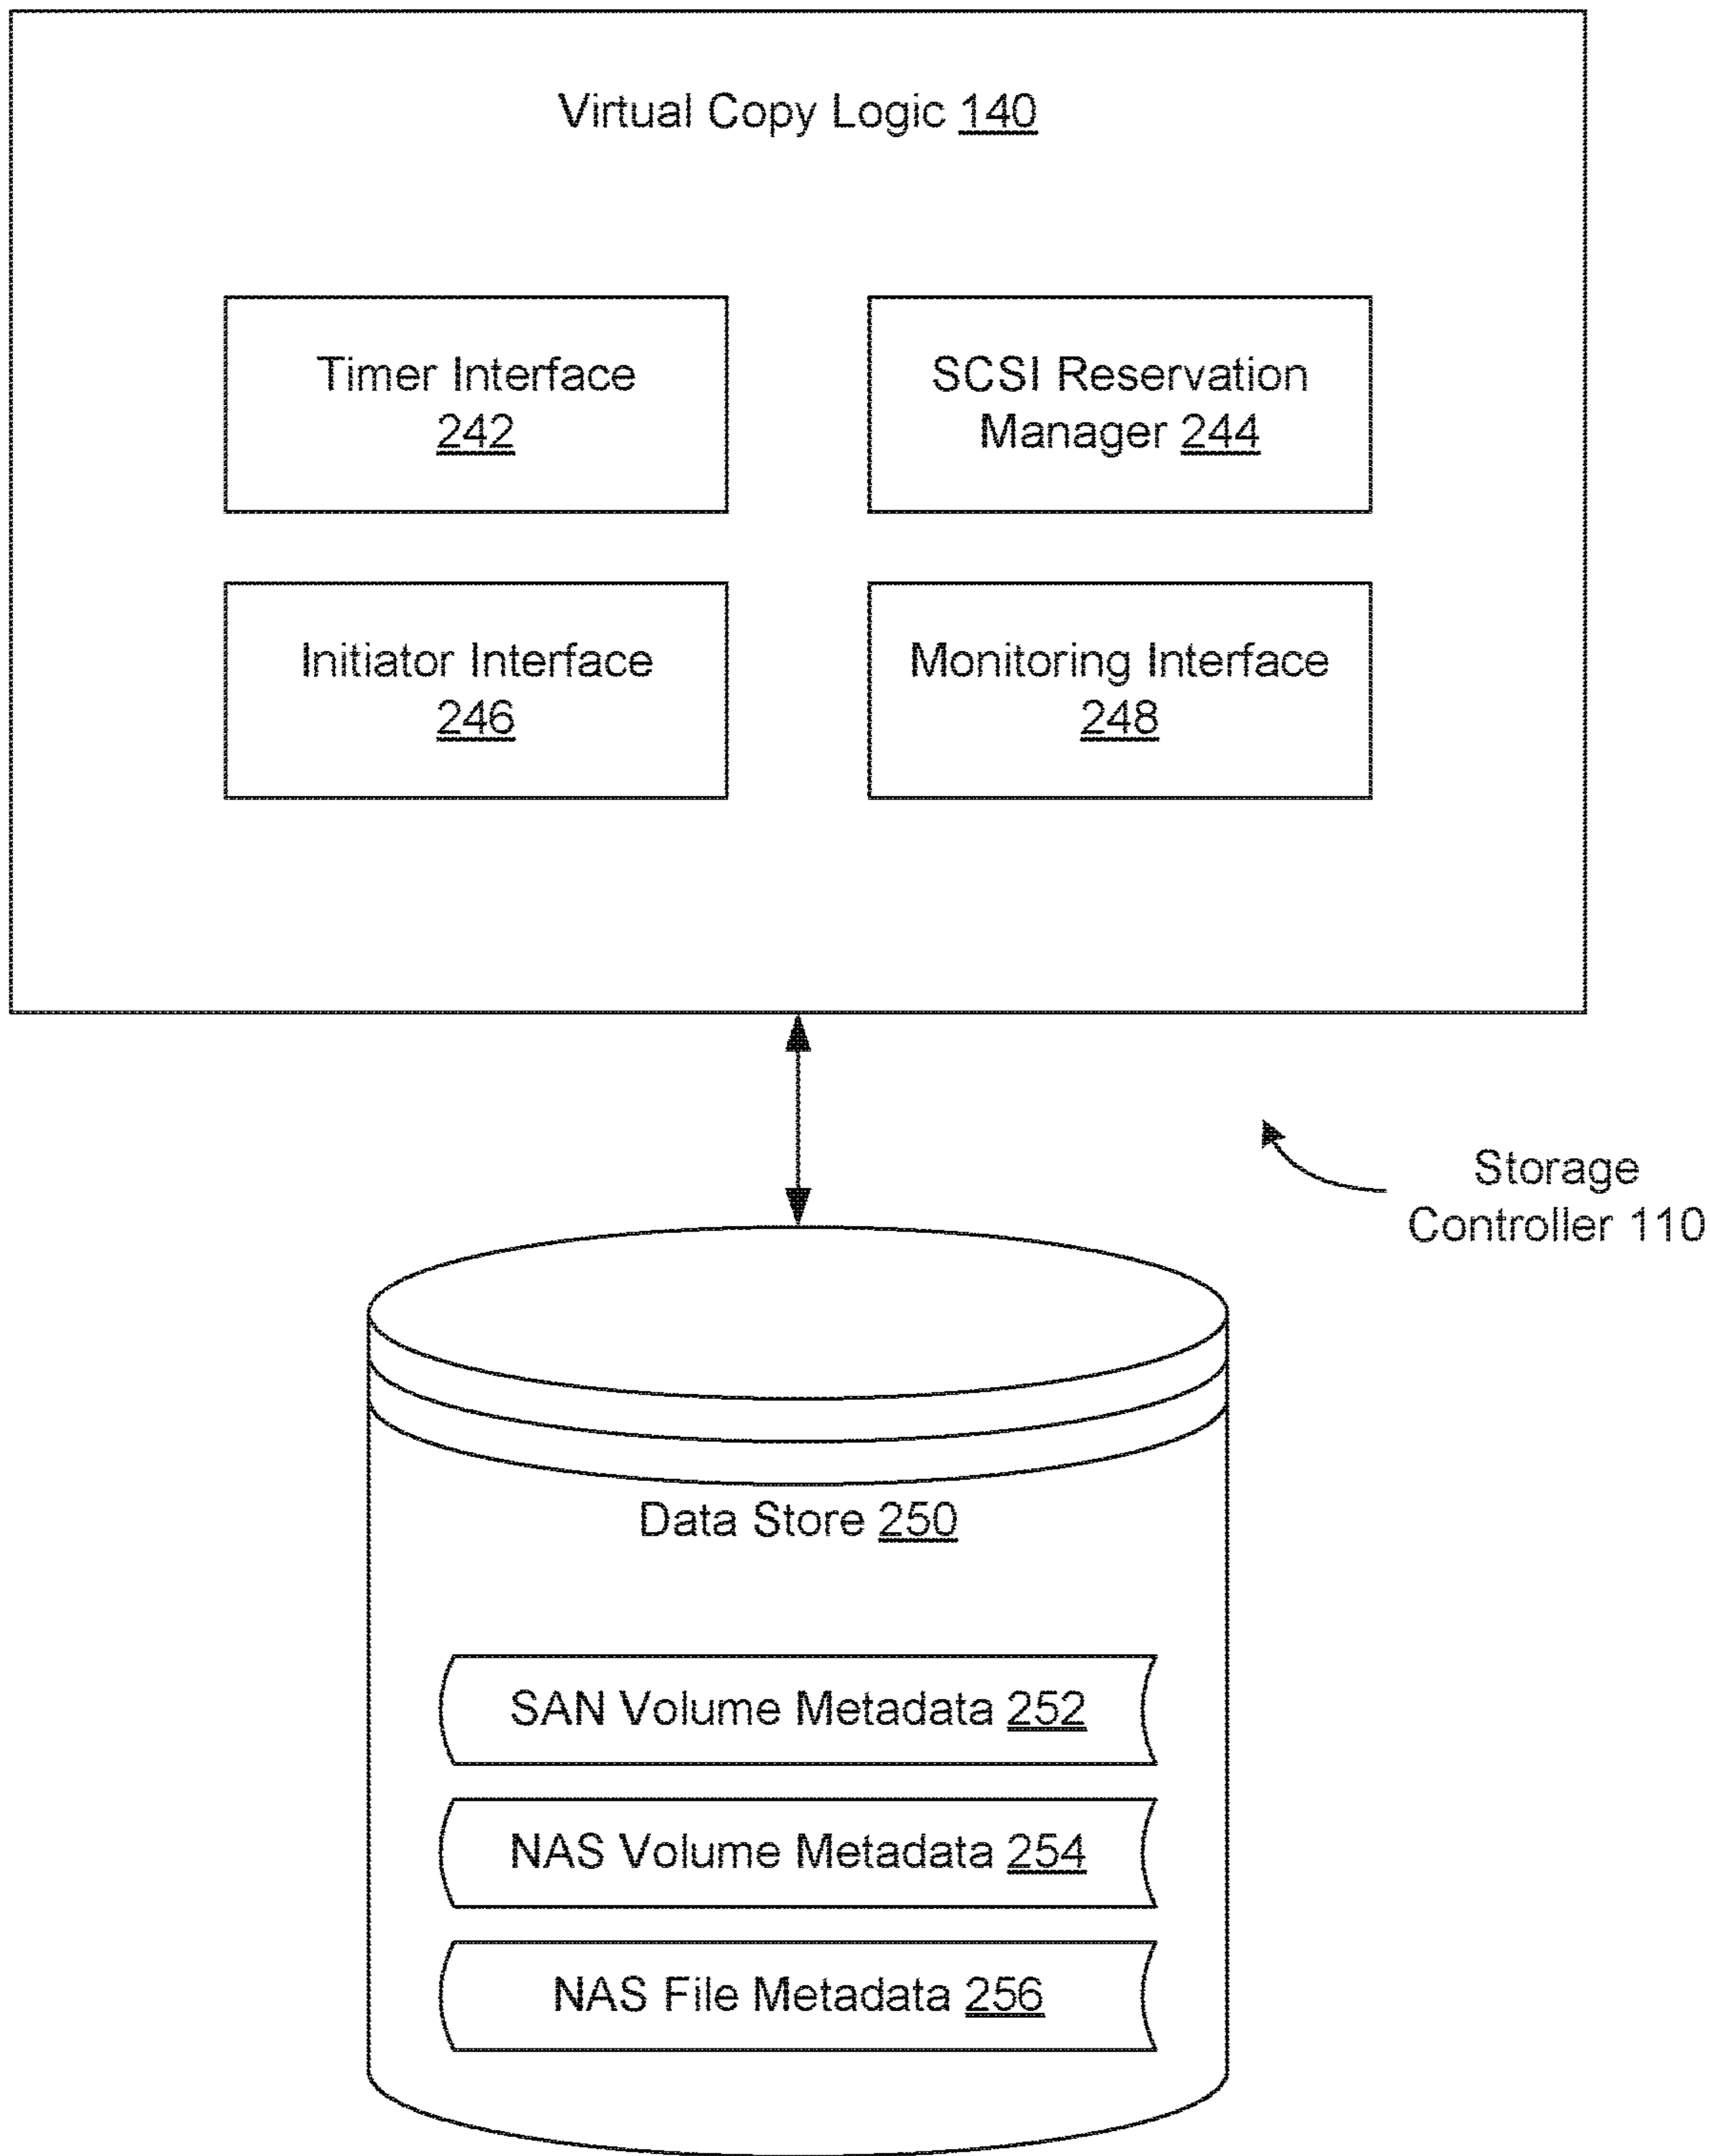 Virtual Copy Logic 140
Timer Interface
242
SCSI Reservation
Manager 244
Initiator Interface
246
Monitoring Interface
248
Storage
Controller 110
Data Store 250
SAN Volume Metadata 252
NAS Volume Metadata 254
NAS File Metadata 256